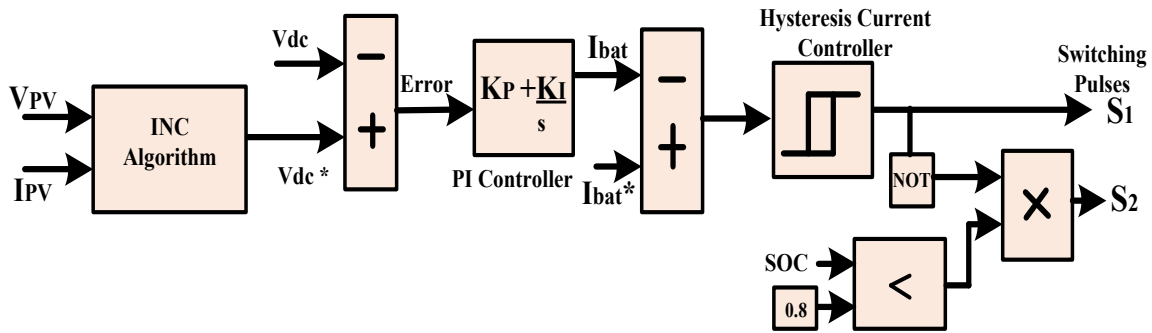 VPV
IPV
INC
Algorithm
Vdc
Vdc *
−
+
Error
KP + KI
s
PI Controller
Ibat
Ibat*
−
+
Hysteresis Current
Controller
Switching
Pulses
S1
NOT
×
S2
SOC
0.8
<